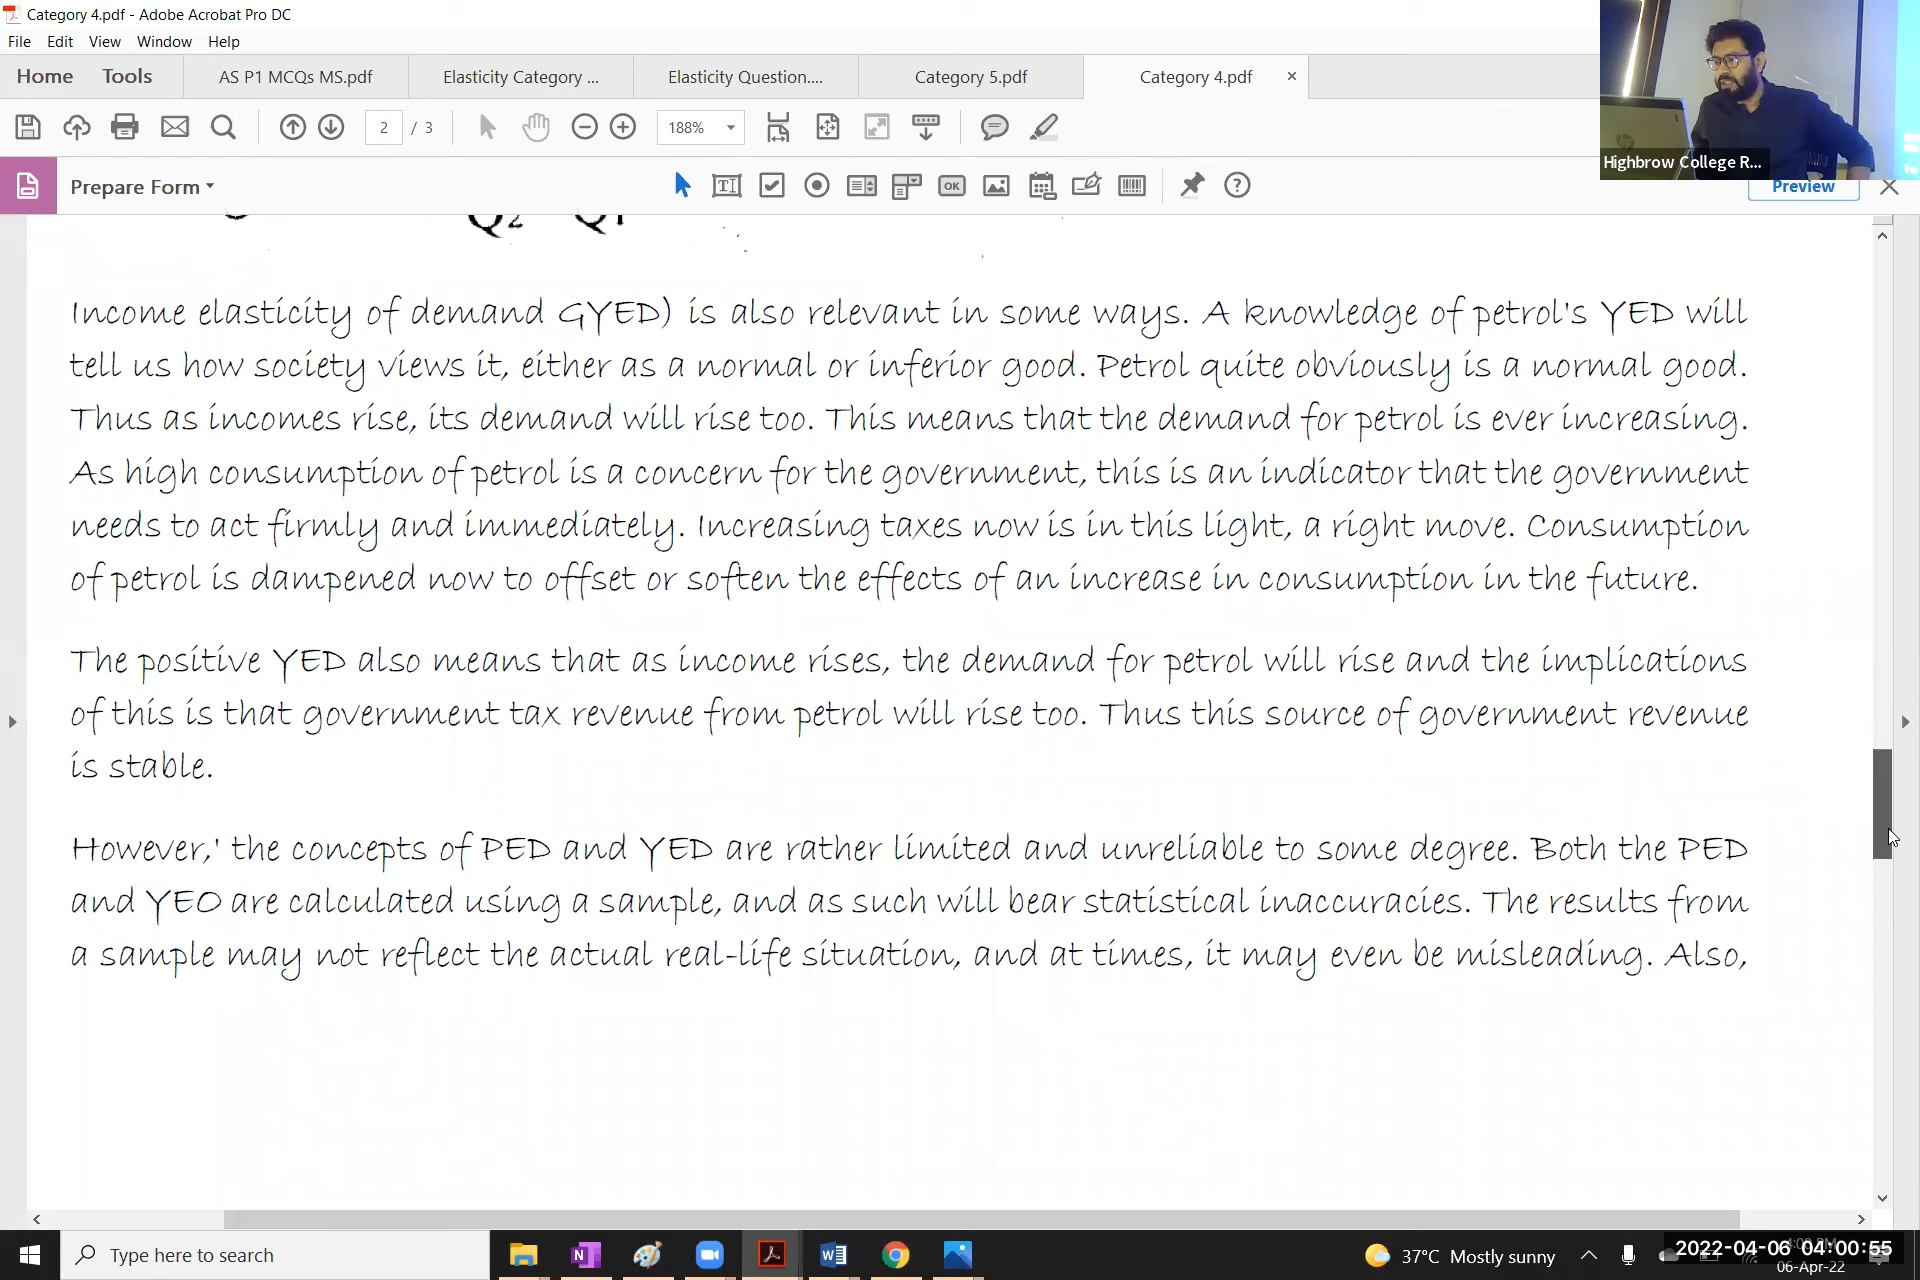 Category 4.pdf - Adobe Acrobat Pro DC
File Edit View Window Help
Home Tools AS P1 MCQs MS.pdf Elasticity Category ... Elasticity Question.... Category 5.pdf Category 4.pdf ×
2 / 3 188%
Highbrow College R...
Prepare Form OK Preview
Q2 Q1
Income elasticity of demand GYED) is also relevant in some ways. A knowledge of petrol's YED will
tell us how society views it, either as a normal or inferior good. Petrol quite obviously is a normal good.
Thus as incomes rise, its demand will rise too. This means that the demand for petrol is ever increasing.
As high consumption of petrol is a concern for the government, this is an indicator that the government
needs to act firmly and immediately. Increasing taxes now is in this light, a right move. Consumption
of petrol is dampened now to offset or soften the effects of an increase in consumption in the future.
The positive YED also means that as income rises, the demand for petrol will rise and the implications
of this is that government tax revenue from petrol will rise too. Thus this source of government revenue
is stable.
However,' the concepts of PED and YED are rather limited and unreliable to some degree. Both the PED
and YEO are calculated using a sample, and as such will bear statistical inaccuracies. The results from
a sample may not reflect the actual real-life situation, and at times, it may even be misleading. Also,
Type here to search 37°C Mostly sunny 2022-04-06 04:00:55
06-Apr-22